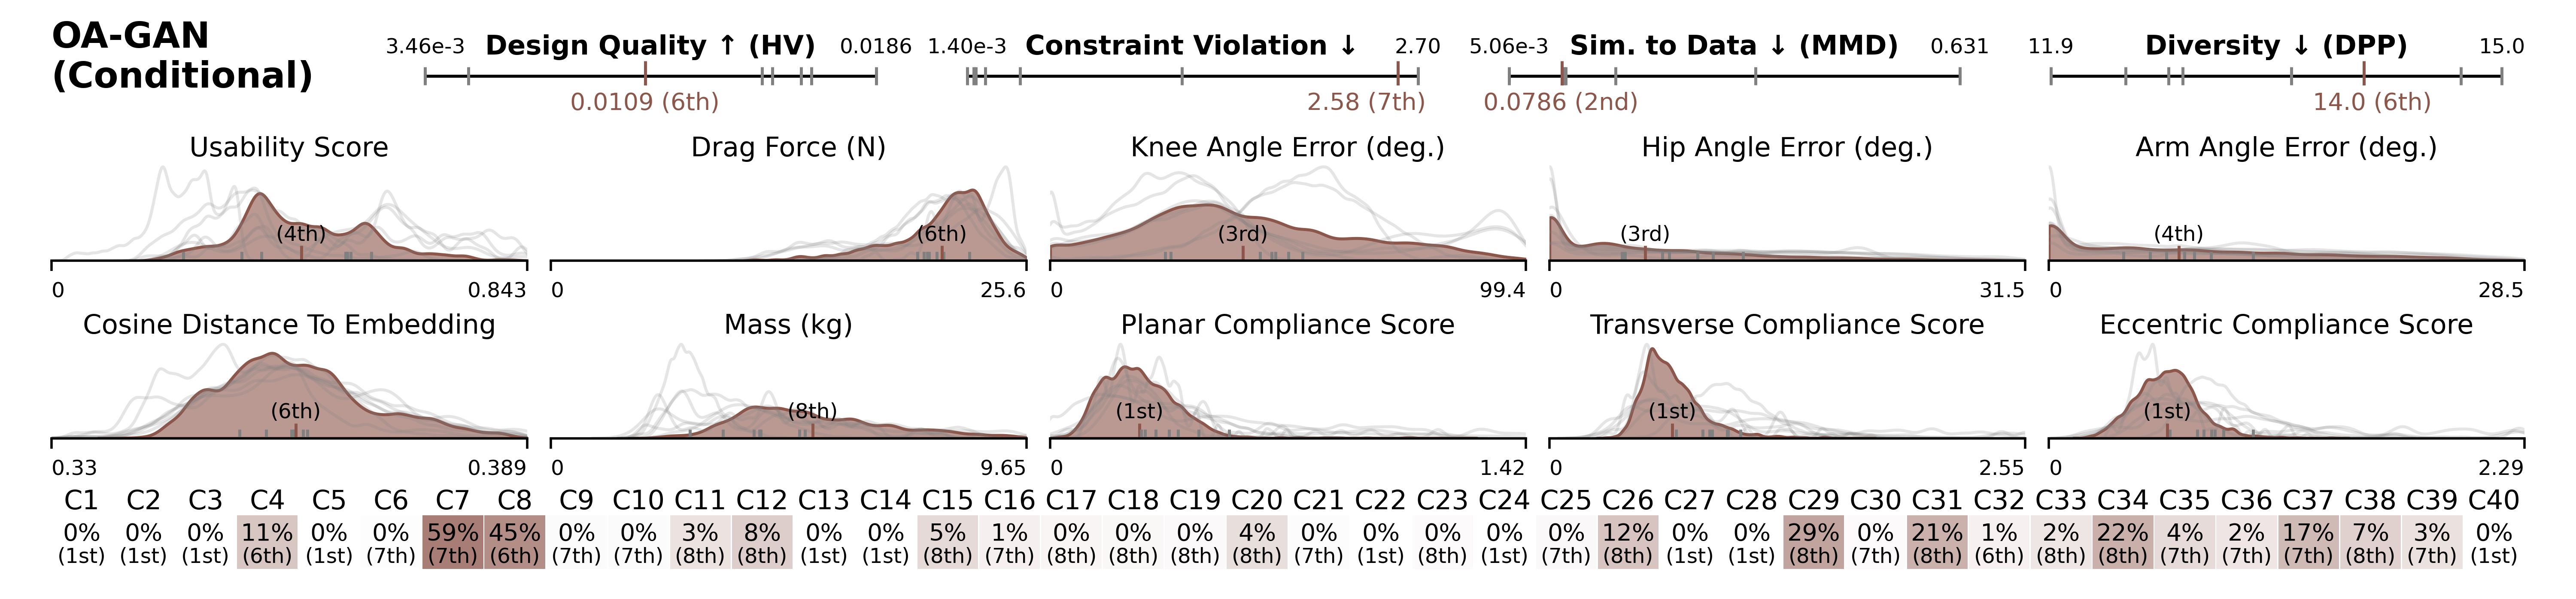 OA-GAN
(Conditional)
3.46e-3 Design Quality ↑ (HV) 0.0186
0.0109 (6th)
1.40e-3 Constraint Violation ↓ 2.70
2.58 (7th)
5.06e-3 Sim. to Data ↓ (MMD) 0.631
0.0786 (2nd)
11.9 Diversity ↓ (DPP) 15.0
14.0 (6th)
Usability Score
(4th)
0 0.843
Drag Force (N)
(6th)
0 25.6
Knee Angle Error (deg.)
(3rd)
0 99.4
Hip Angle Error (deg.)
(3rd)
0 31.5
Arm Angle Error (deg.)
(4th)
0 28.5
Cosine Distance To Embedding
(6th)
0.33 0.389
Mass (kg)
(8th)
0 9.65
Planar Compliance Score
(1st)
0 1.42
Transverse Compliance Score
(1st)
0 2.55
Eccentric Compliance Score
(1st)
0 2.29
C1 C2 C3 C4 C5 C6 C7 C8 C9 C10 C11 C12 C13 C14 C15 C16 C17 C18 C19 C20 C21 C22 C23 C24 C25 C26 C27 C28 C29 C30 C31 C32 C33 C34 C35 C36 C37 C38 C39 C40
0% 0% 0% 11% 0% 0% 59% 45% 0% 0% 3% 8% 0% 0% 5% 1% 0% 0% 0% 4% 0% 0% 0% 0% 0% 12% 0% 0% 29% 0% 21% 1% 2% 22% 4% 2% 17% 7% 3% 0%
(1st) (1st) (1st) (6th) (1st) (7th) (7th) (6th) (7th) (7th) (8th) (8th) (1st) (1st) (8th) (7th) (8th) (8th) (8th) (8th) (7th) (1st) (8th) (1st) (7th) (8th) (1st) (1st) (8th) (7th) (8th) (6th) (8th) (8th) (7th) (7th) (7th) (8th) (7th) (1st)